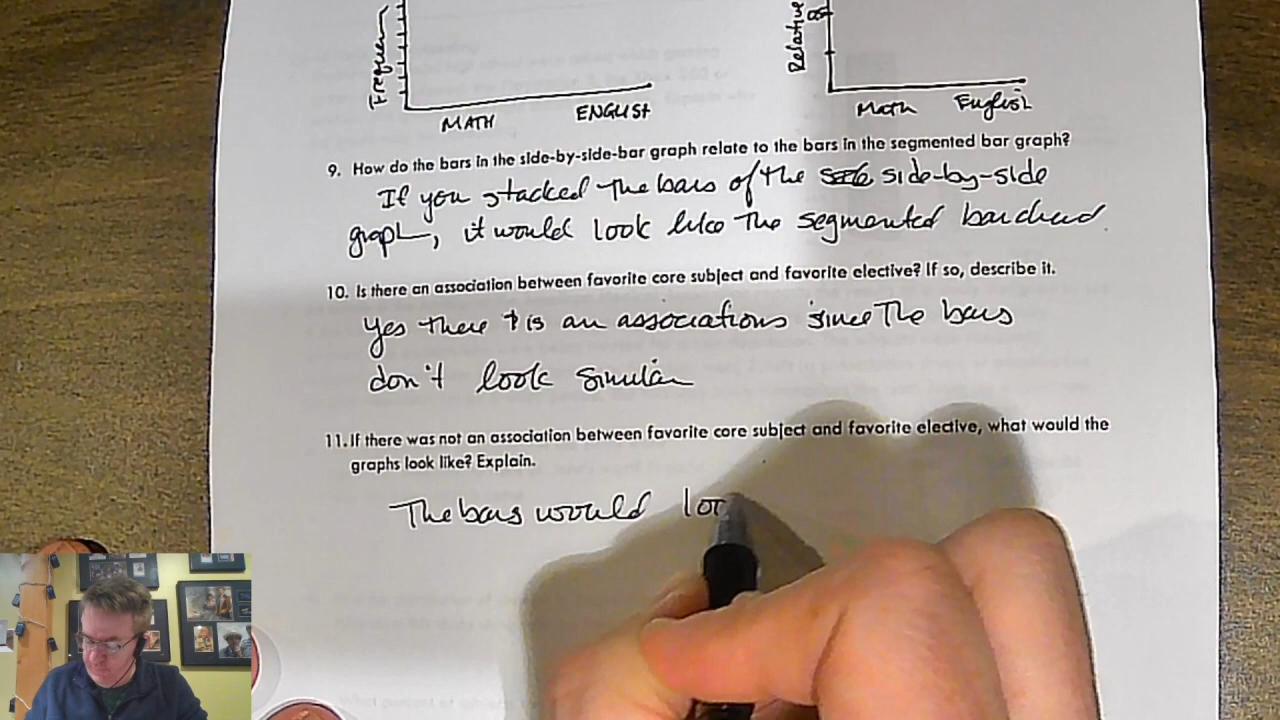 Frequency
MATH
ENGLISH
Relative
05
Math
English
9. How do the bars in the side-by-side-bar graph relate to the bars in the segmented bar graph?
If you stacked the bars of the side-by-side
graph, it would look like the segmented bar
10. Is there an association between favorite core subject and favorite elective? If so, describe it.
Yes there is an associations since the bars
don't look similar
11. If there was not an association between favorite core subject and favorite elective, what would the
graphs look like? Explain.
The bars would loo